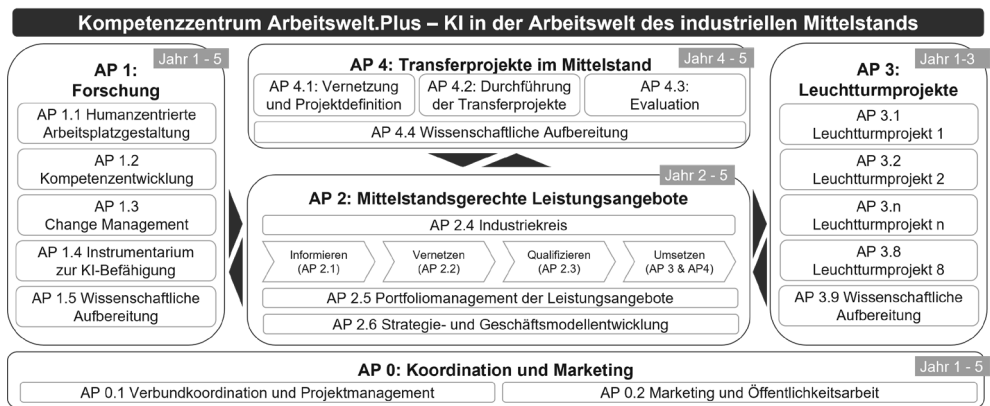 Kompetenzzentrum Arbeitswelt.Plus – KI in der Arbeitswelt des industriellen Mittelstands
Jahr 1 - 5
AP 1:
Forschung
AP 1.1 Humanzentrierte
Arbeitsplatzgestaltung
AP 1.2
Kompetenzentwicklung
AP 1.3
Change Management
AP 1.4 Instrumentarium
zur KI-Befähigung
AP 1.5 Wissenschaftliche
Aufbereitung
Jahr 4 - 5
AP 4: Transferprojekte im Mittelstand
AP 4.1: Vernetzung
und Projektdefinition
AP 4.2: Durchführung
der Transferprojekte
AP 4.3:
Evaluation
AP 4.4 Wissenschaftliche Aufbereitung
Jahr 2 - 5
AP 2: Mittelstandsgerechte Leistungsangebote
AP 2.4 Industriekreis
Informieren
(AP 2.1)
Vernetzen
(AP 2.2)
Qualifizieren
(AP 2.3)
Umsetzen
(AP 3 & AP4)
AP 2.5 Portfoliomanagement der Leistungsangebote
AP 2.6 Strategie- und Geschäftsmodellentwicklung
Jahr 1-3
AP 3:
Leuchtturmprojekte
AP 3.1
Leuchtturmprojekt 1
AP 3.2
Leuchtturmprojekt 2
AP 3.n
Leuchtturmprojekt n
AP 3.8
Leuchtturmprojekt 8
AP 3.9 Wissenschaftliche
Aufbereitung
Jahr 1 - 5
AP 0: Koordination und Marketing
AP 0.1 Verbundkoordination und Projektmanagement
AP 0.2 Marketing und Öffentlichkeitsarbeit